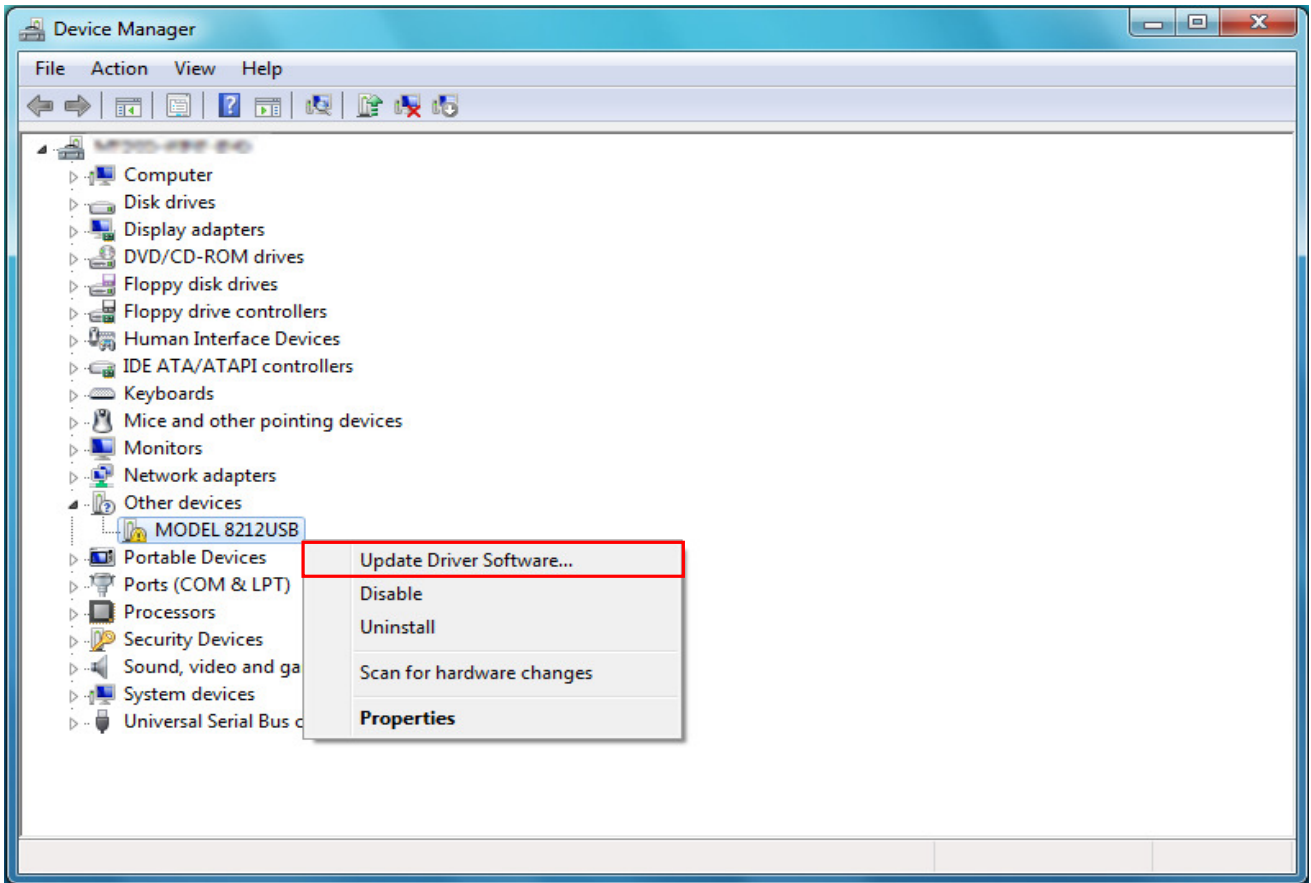 Device Manager
File Action View Help
Computer
Disk drives
Display adapters
DVD/CD-ROM drives
Floppy disk drives
Floppy drive controllers
Human Interface Devices
IDE ATA/ATAPI controllers
Keyboards
Mice and other pointing devices
Monitors
Network adapters
Other devices
MODEL 8212USB
Portable Devices
Ports (COM & LPT)
Processors
Security Devices
Sound, video and ga
System devices
Universal Serial Bus c
Update Driver Software...
Disable
Uninstall
Scan for hardware changes
Properties